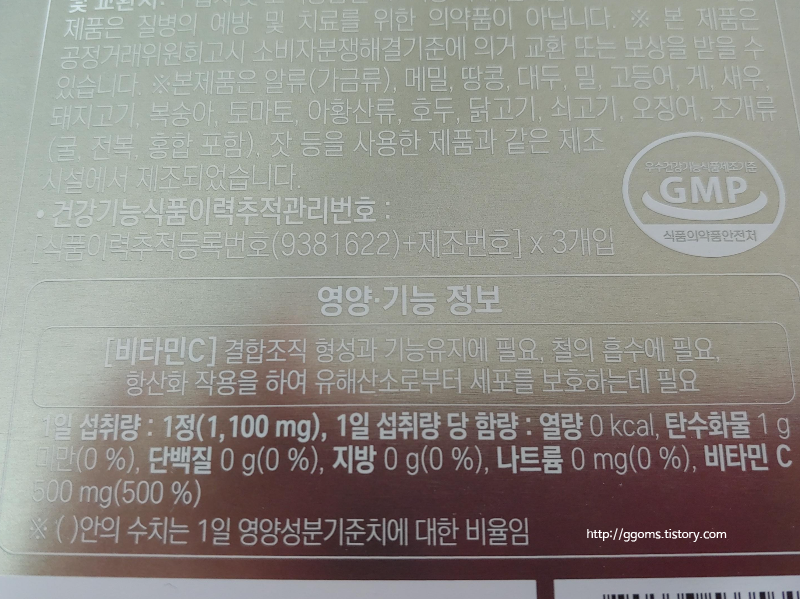 및 교환처:
제품은 질병의 예방 및 치료를 위한 의약품이 아닙니다. ※ 본 제품은
공정거래위원회고시 소비자분쟁해결기준에 의거 교환 또는 보상을 받을 수
있습니다. ※본제품은 알류(가금류), 메밀, 땅콩, 대두, 밀, 고등어, 게, 새우,
돼지고기, 복숭아, 토마토, 아황산류, 호두, 닭고기, 쇠고기, 오징어, 조개류
(굴, 전복, 홍합 포함), 잣 등을 사용한 제품과 같은 제조
시설에서 제조되었습니다.
• 건강기능식품이력추적관리번호 :
[식품이력추적등록번호(9381622)+제조번호] x 3개입
우수건강기능식품제조기준
GMP
식품의약품안전처
영양·기능 정보
[비타민C] 결합조직 형성과 기능유지에 필요, 철의 흡수에 필요,
항산화 작용을 하여 유해산소로부터 세포를 보호하는데 필요
1일 섭취량 : 1정(1,100 mg), 1일 섭취량 당 함량 : 열량 0 kcal, 탄수화물 1 g
미만(0 %), 단백질 0 g(0 %), 지방 0 g(0 %), 나트륨 0 mg(0 %), 비타민 C
500 mg(500 %)
※ ( )안의 수치는 1일 영양성분기준치에 대한 비율임
http://ggoms.tistory.com